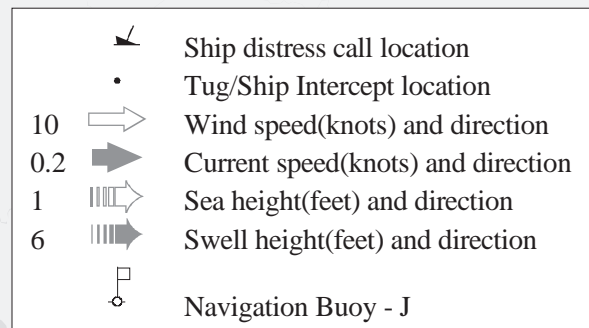 Ship distress call location
Tug/Ship Intercept location
10 Wind speed(knots) and direction
0.2 Current speed(knots) and direction
1 Sea height(feet) and direction
6 Swell height(feet) and direction
Navigation Buoy - J